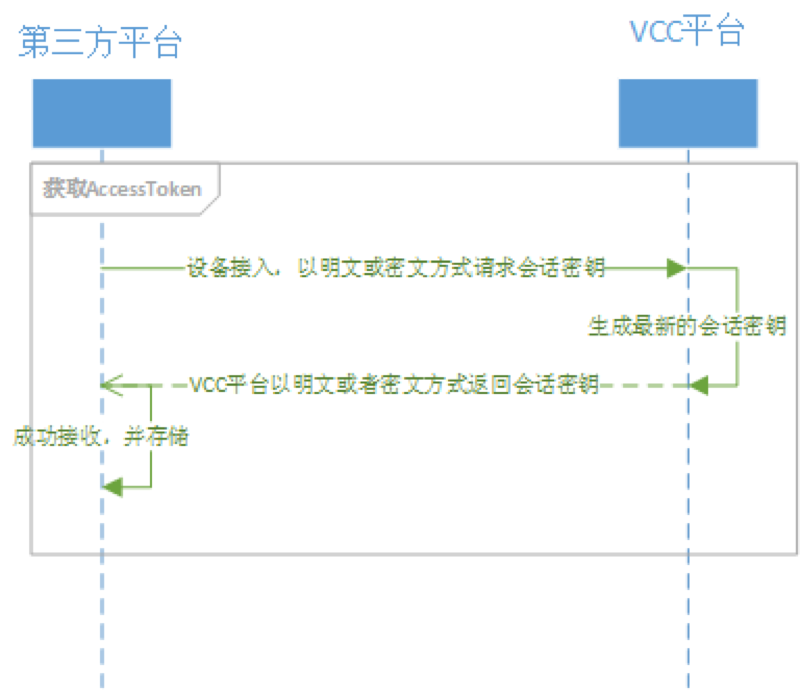 第三方平台
VCC平台
获取AccessToken
设备接入，以明文或密文方式请求会话密钥
生成最新的会话密钥
VCC平台以明文或者密文方式返回会话密钥
成功接收，并存储